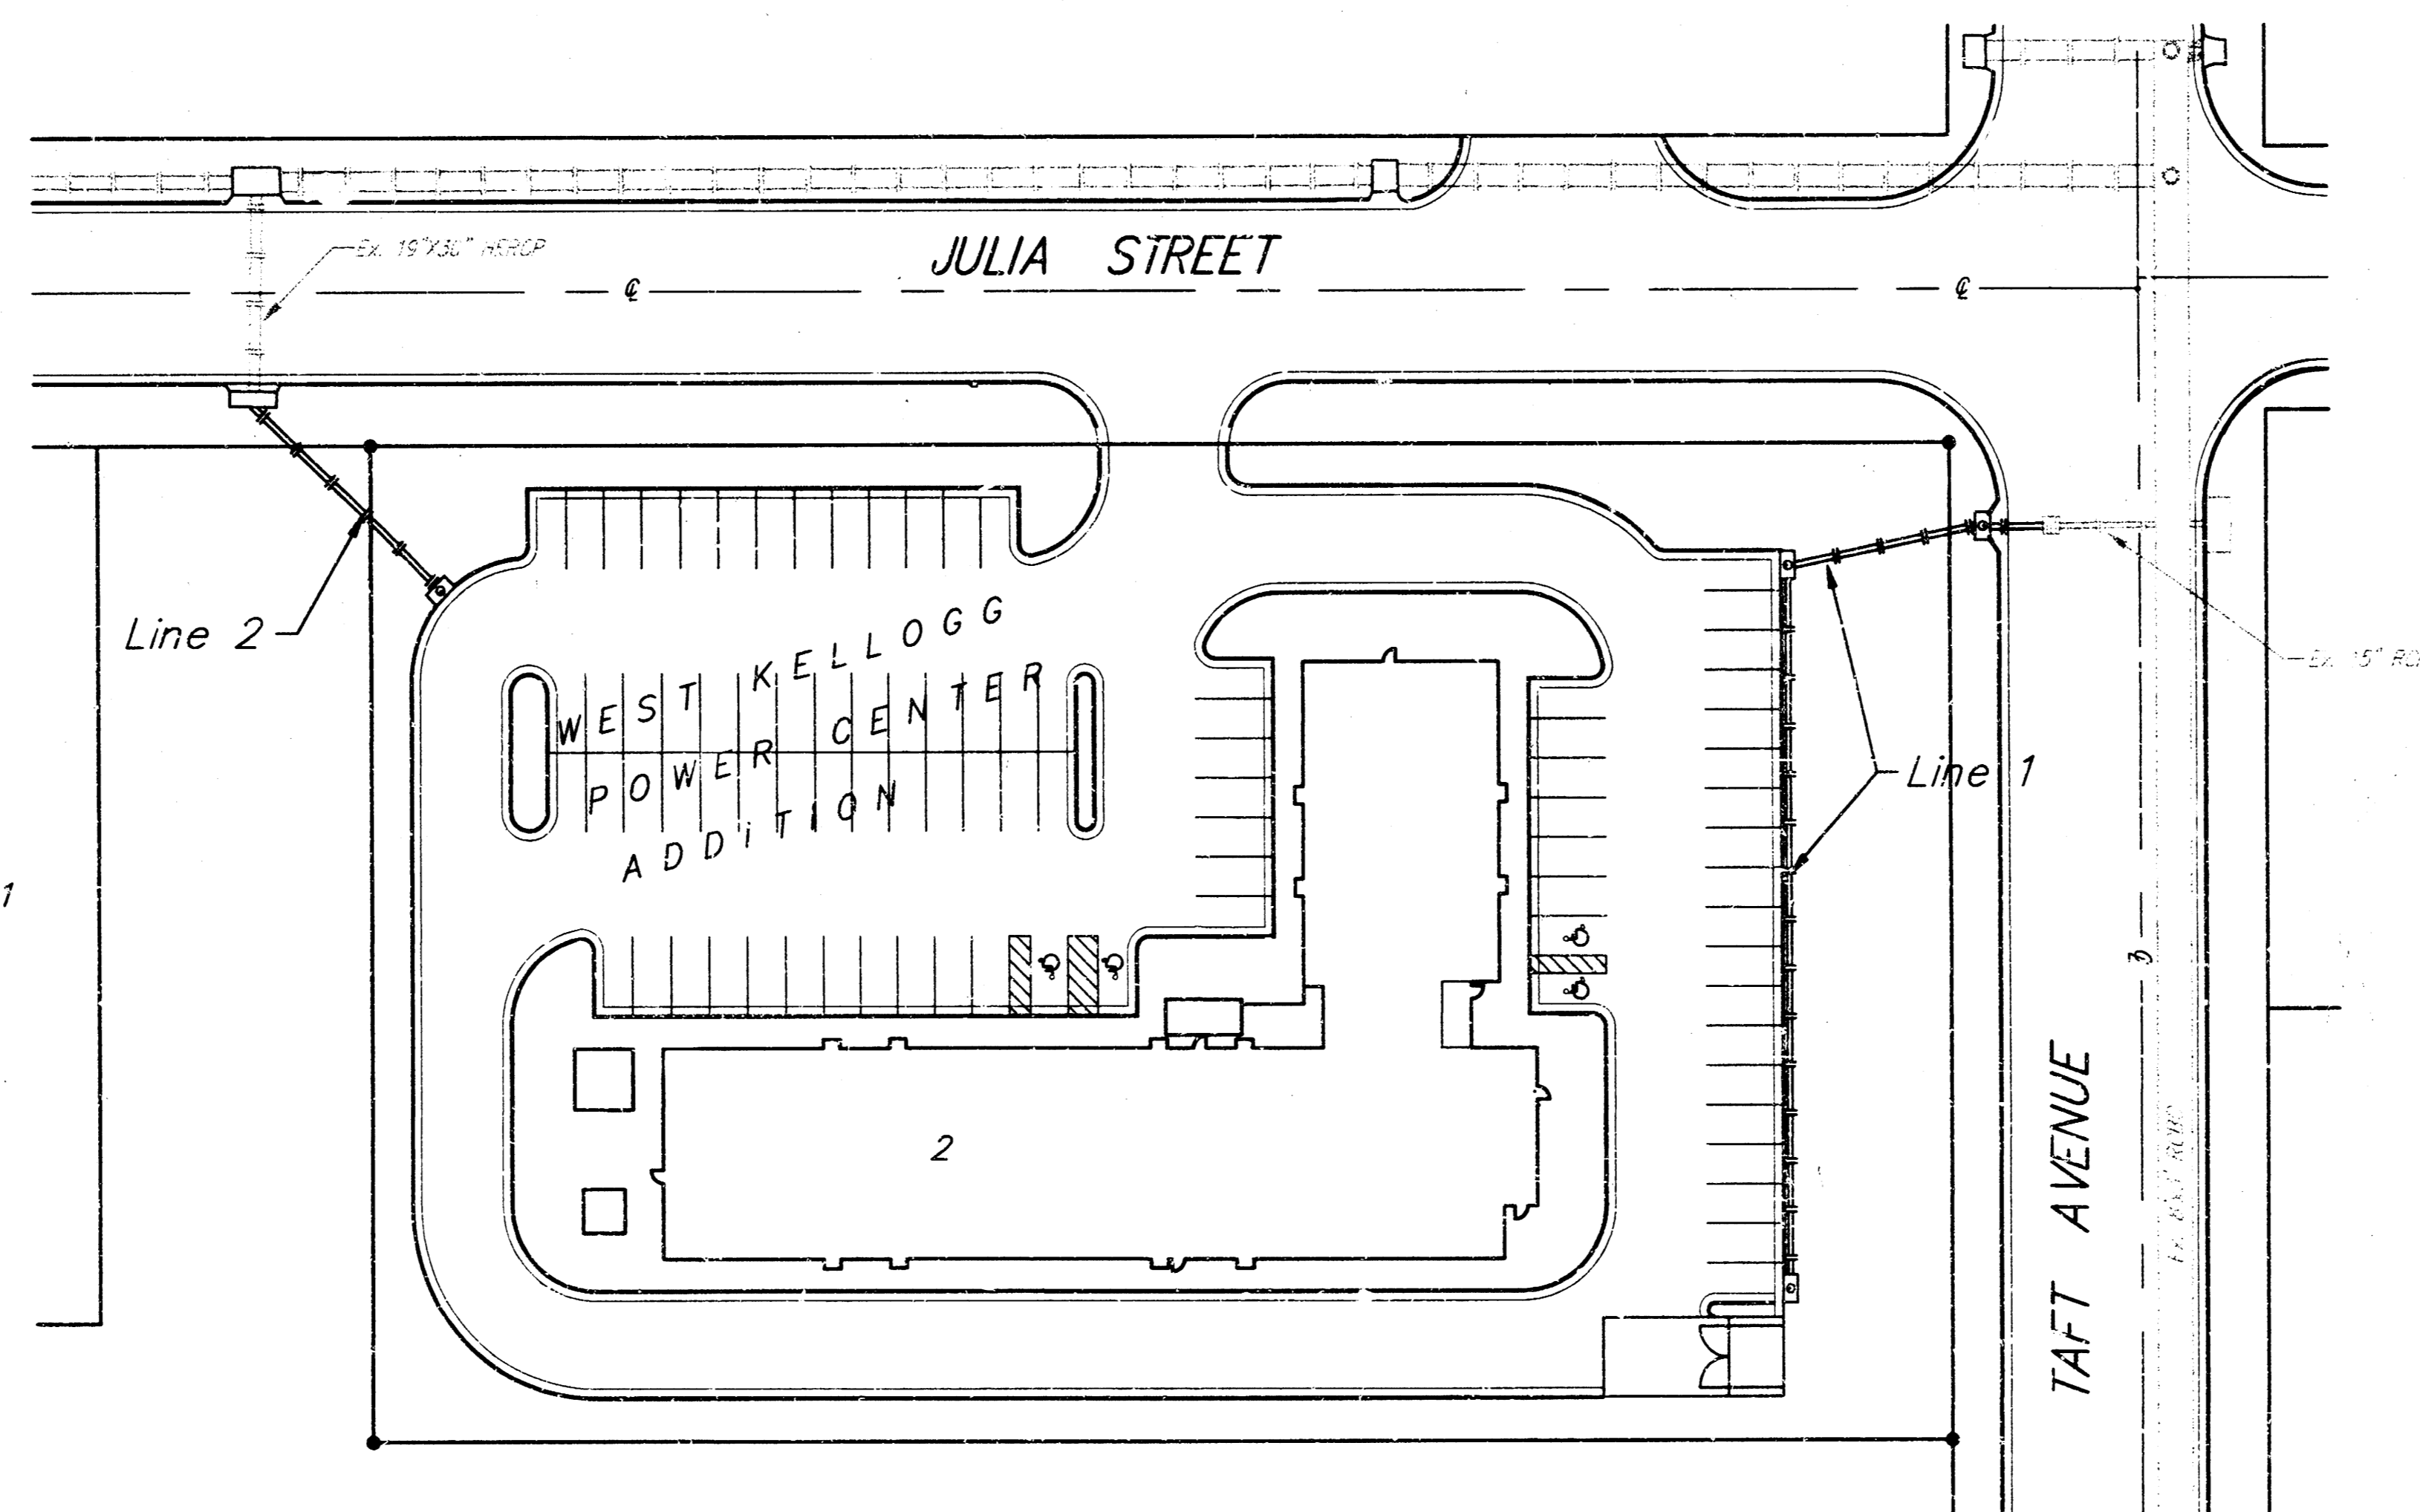 JULIA STREET
Ex. 19"X30" HERCP
℄
℄
Line 2
WEST KELLOGG
POWER CENTER
ADDiTiON
Line 1
1
2
TAFT AVENUE